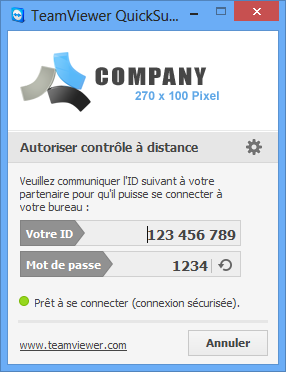 TeamViewer QuickSu...
COMPANY
270 x 100 Pixel
Autoriser contrôle à distance
Veuillez communiquer l'ID suivant à votre
partenaire pour qu'il puisse se connecter à
votre bureau :
Votre ID 123 456 789
Mot de passe 1234
Prêt à se connecter (connexion sécurisée).
www.teamviewer.com Annuler